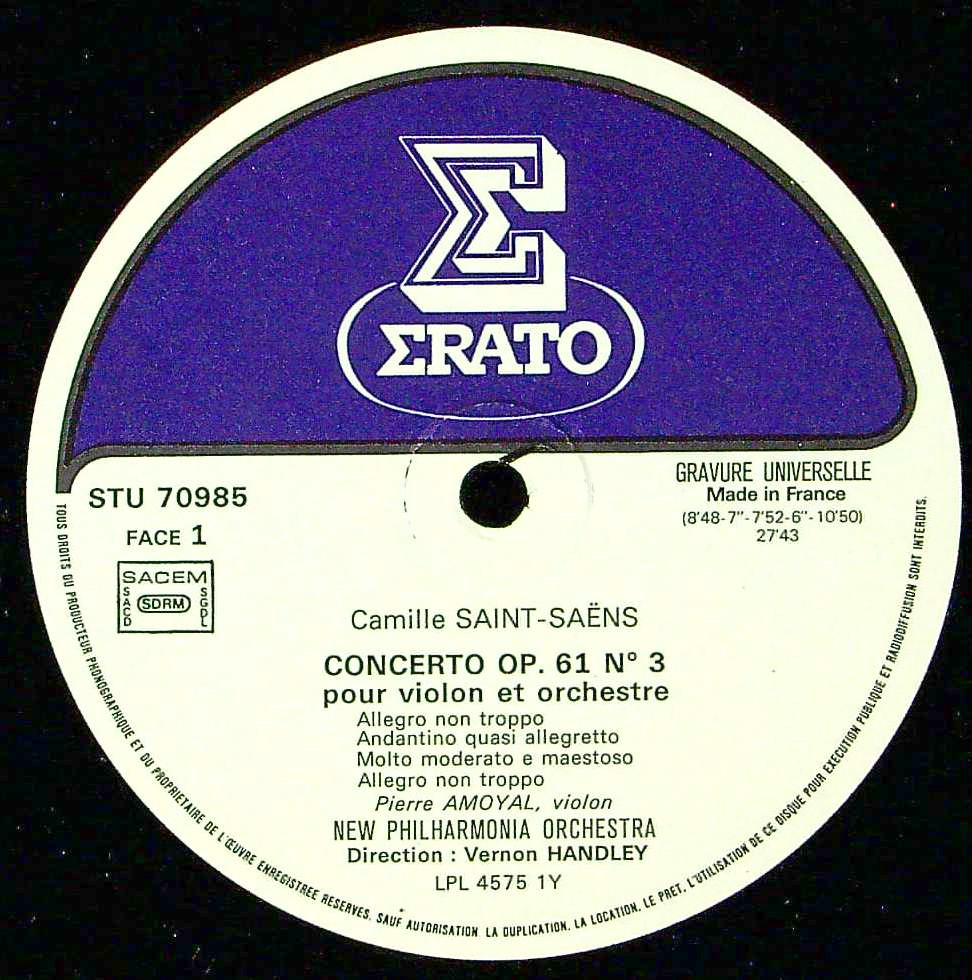 ΣRATO
STU 70985
FACE 1
SACEM
SACD
SDRM
SGDL
GRAVURE UNIVERSELLE
Made in France
(8'48-7"-7'52-6"-10'50)
27'43
Camille SAINT-SAËNS
CONCERTO OP. 61 N° 3
pour violon et orchestre
Allegro non troppo
Andantino quasi allegretto
Molto moderato e maestoso
Allegro non troppo
Pierre AMOYAL, violon
NEW PHILHARMONIA ORCHESTRA
Direction : Vernon HANDLEY
LPL 4575 1Y
TOUS DROITS DU PRODUCTEUR PHONOGRAPHIQUE ET DU PROPRIETAIRE DE L'ŒUVRE ENREGISTREE RESERVES. SAUF AUTORISATION LA DUPLICATION. LA LOCATION. LE PRET. L'UTILISATION DE CE DISQUE POUR EXECUTION PUBLIQUE ET RADIODIFFUSION SONT INTERDITS.